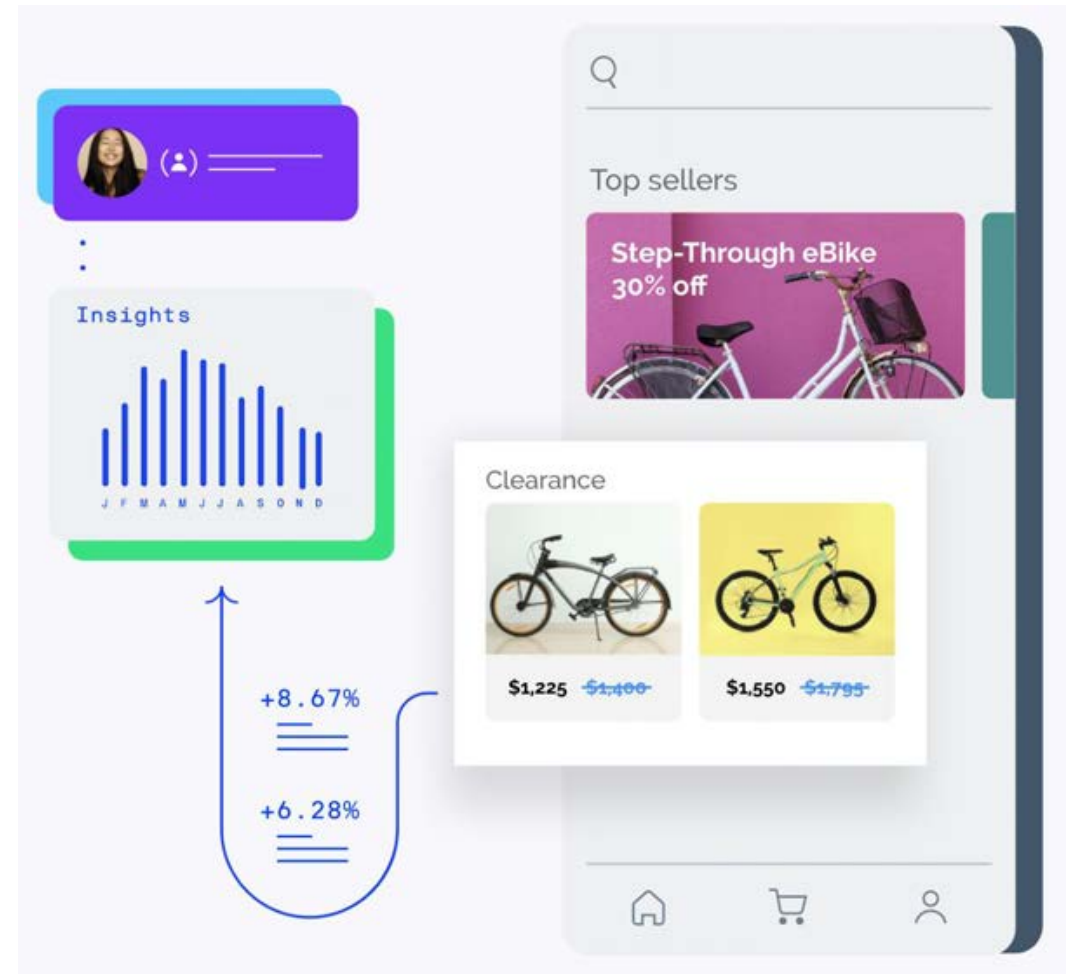 Top sellers
Step-Through eBike
30% off
Insights
J F M A M J J A S O N D
Clearance
$1,225 $1,400
$1,550 $1,795
+8.67%
+6.28%